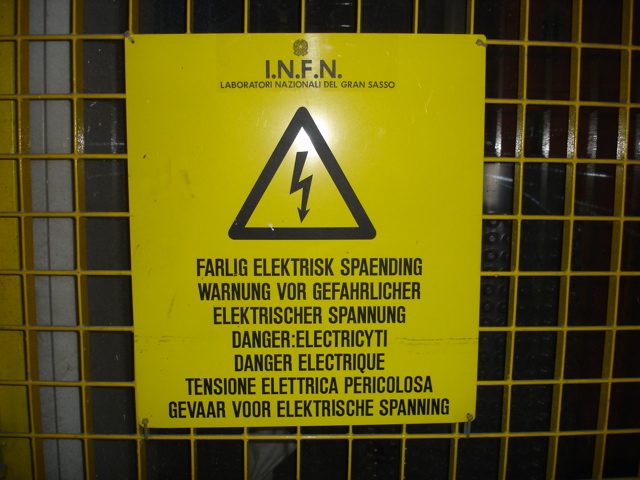 I.N.F.N.
LABORATORI NAZIONALI DEL GRAN SASSO
FARLIG ELEKTRISK SPAENDING
WARNUNG VOR GEFAHRLICHER
ELEKTRISCHER SPANNUNG
DANGER:ELECTRICYTI
DANGER ELECTRIQUE
TENSIONE ELETTRICA PERICOLOSA
GEVAAR VOOR ELEKTRISCHE SPANNING